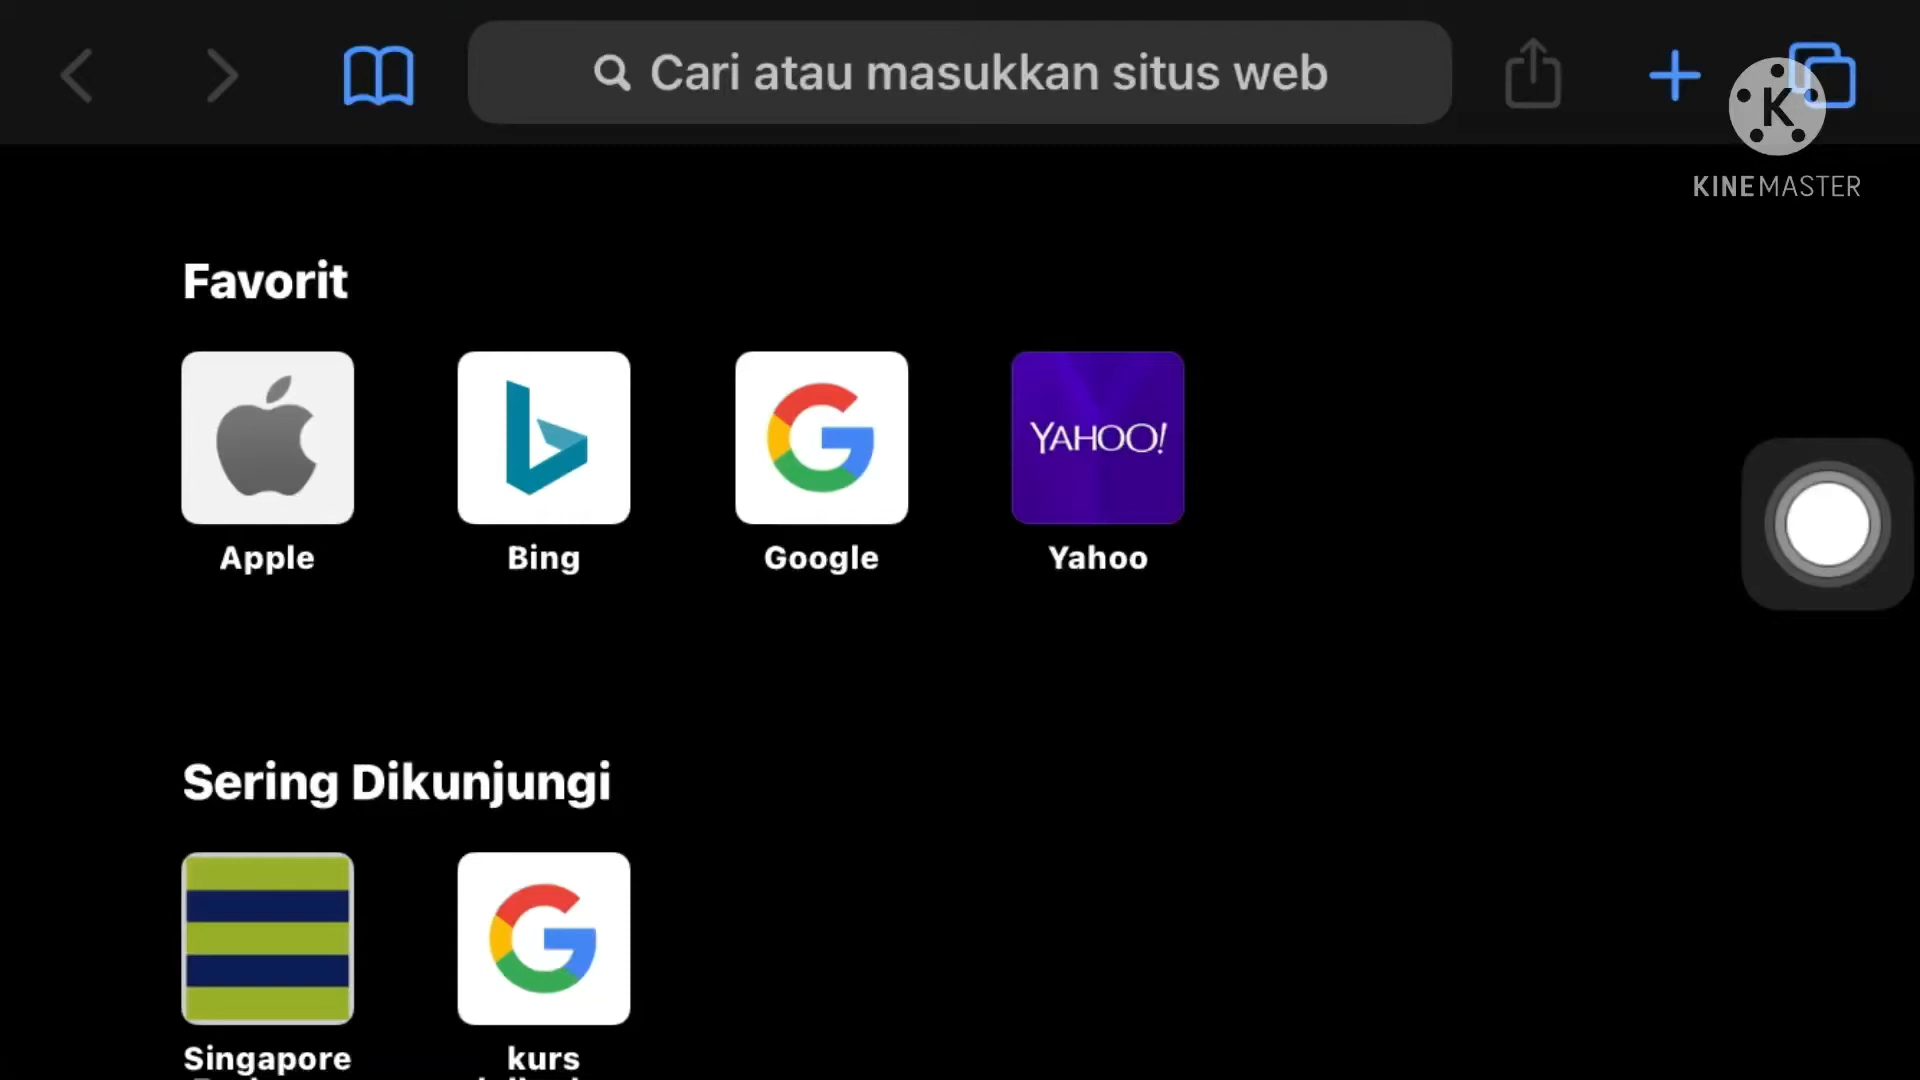 Cari atau masukkan situs web
K
KINEMASTER
Favorit
YAHOO!
Apple Bing Google Yahoo
Sering Dikunjungi
Singapore kurs